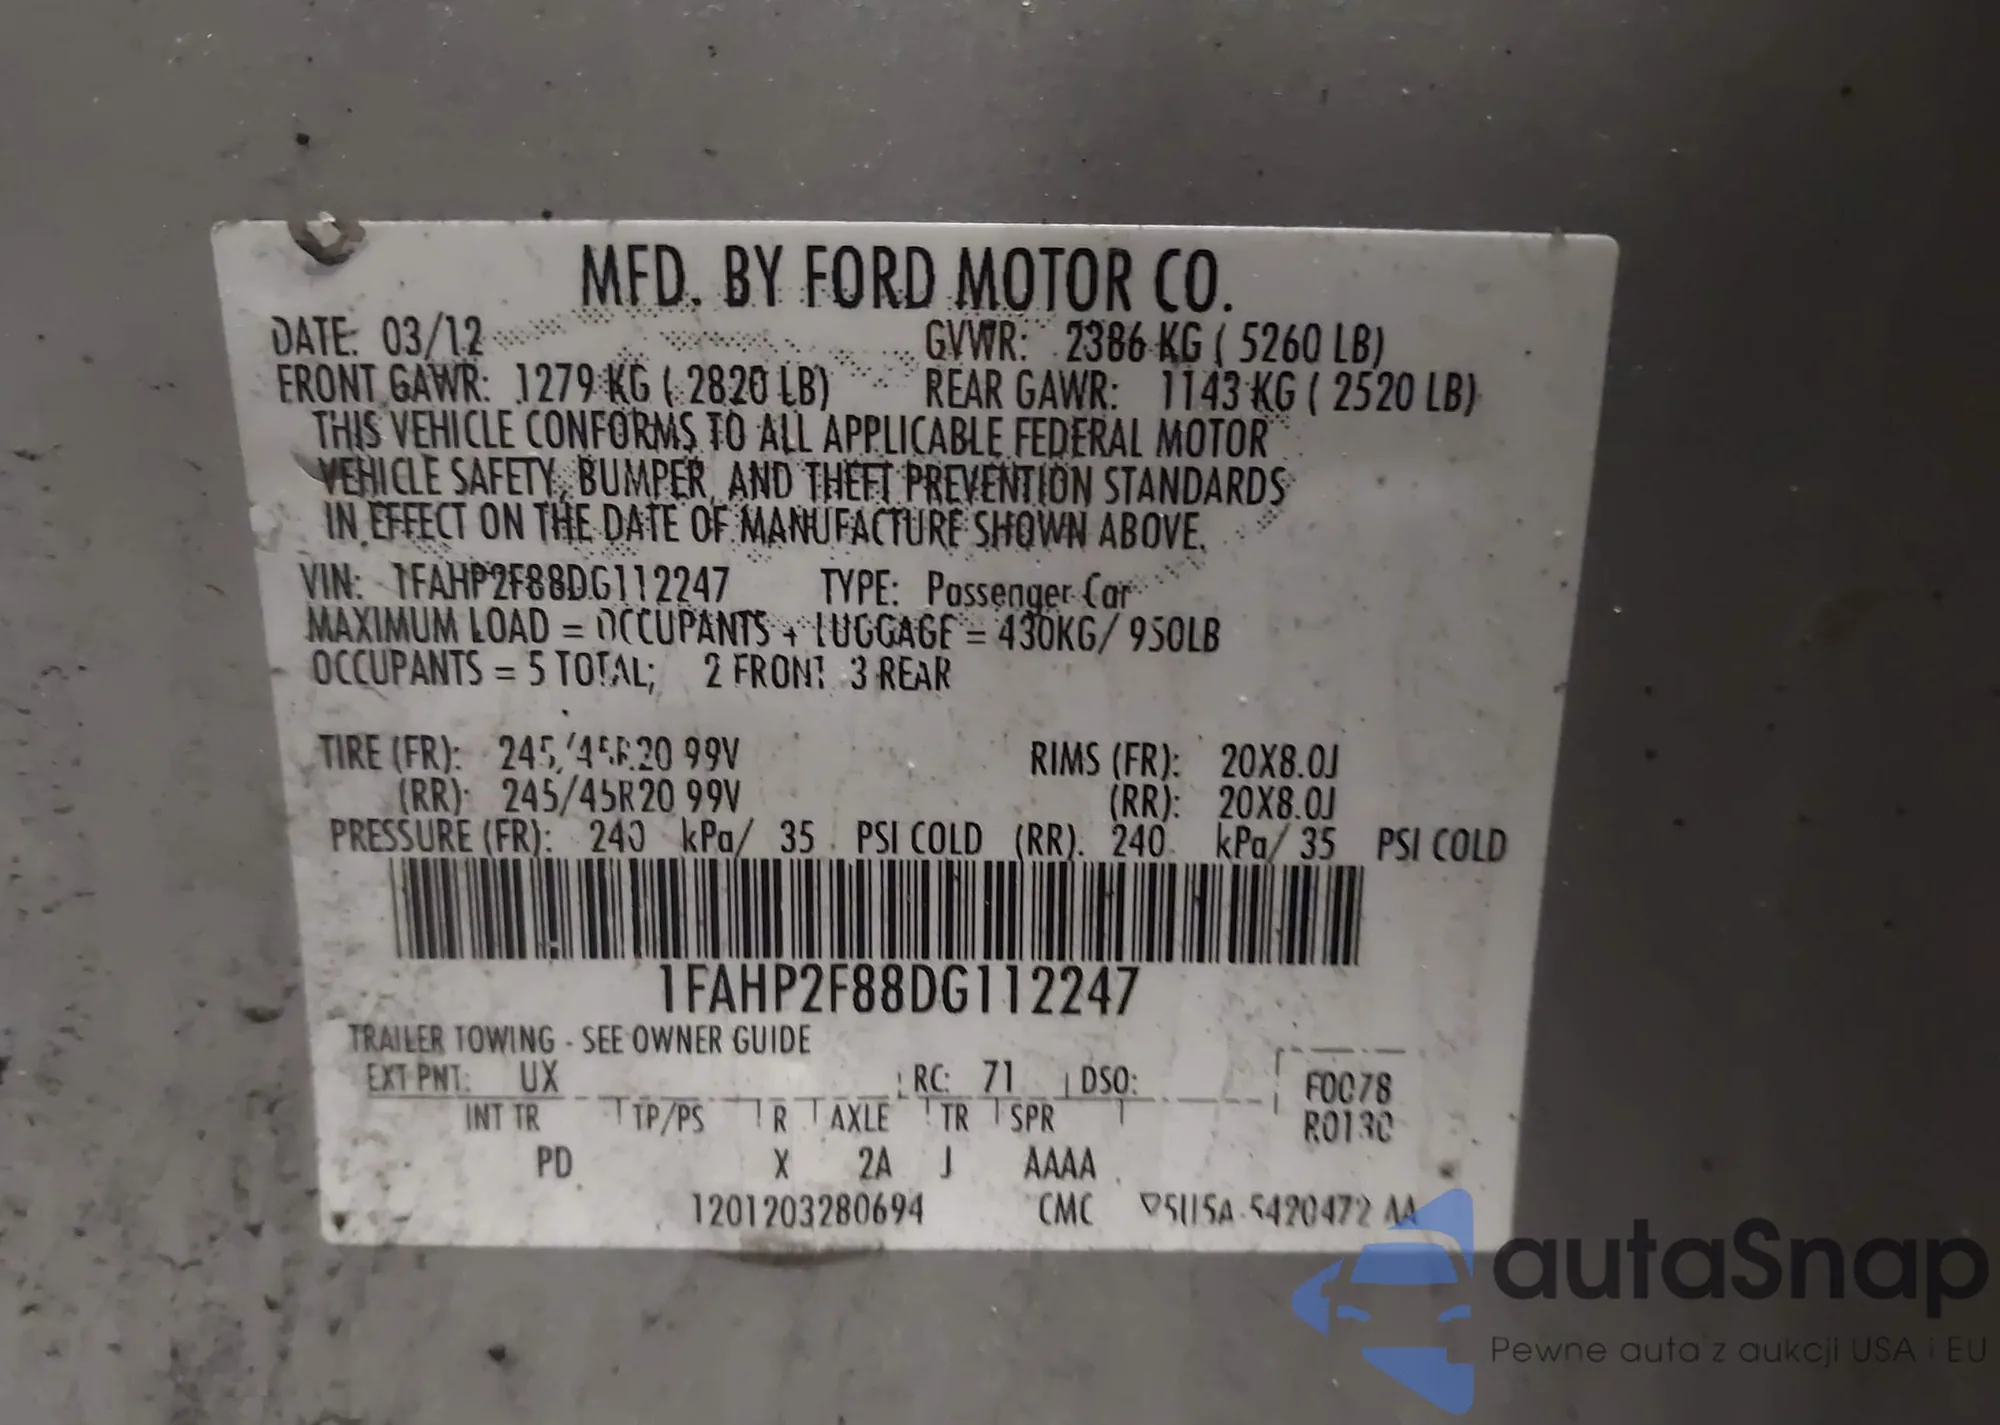 MFD. BY FORD MOTOR CO.
DATE: 03/12 GVWR: 2386 KG ( 5260 LB)
FRONT GAWR: 1279 KG ( 2820 LB) REAR GAWR: 1143 KG ( 2520 LB)
THIS VEHICLE CONFORMS TO ALL APPLICABLE FEDERAL MOTOR
VEHICLE SAFETY, BUMPER, AND THEFT PREVENTION STANDARDS
IN EFFECT ON THE DATE OF MANUFACTURE SHOWN ABOVE.
VIN: 1FAHP2F88DG112247 TYPE: Passenger Car
MAXIMUM LOAD = OCCUPANTS + LUGGAGE = 430KG/ 950LB
OCCUPANTS = 5 TOTAL; 2 FRONT 3 REAR
TIRE (FR): 245/45R20 99V RIMS (FR): 20X8.0J
(RR): 245/45R20 99V (RR): 20X8.0J
PRESSURE (FR): 240 kPa/ 35 PSI COLD (RR): 240 kPa/ 35 PSI COLD
1FAHP2F88DG112247
TRAILER TOWING - SEE OWNER GUIDE
EXT PNT: UX RC: 71 DSO: F0078
INT TR TP/PS R AXLE TR SPR R0130
PD X 2A J AAAA
1201203280694 CMC
autaSnap
Pewne auta z aukcji USA i EU